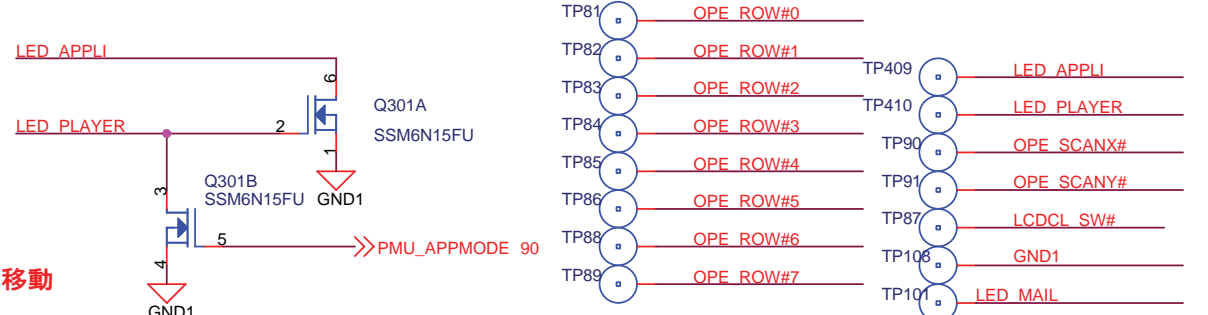 LED_APPLI
6
Q301A
SSM6N15FU
LED_PLAYER
2
1
GND1
3
Q301B
SSM6N15FU
5
PMU_APPMODE 90
4
GND1
移動
TP81
OPE_ROW#0
TP82
OPE_ROW#1
TP83
OPE_ROW#2
TP84
OPE_ROW#3
TP85
OPE_ROW#4
TP86
OPE_ROW#5
TP88
OPE_ROW#6
TP89
OPE_ROW#7
TP409
LED_APPLI
TP410
LED_PLAYER
TP90
OPE_SCANX#
TP91
OPE_SCANY#
TP87
LCDCL_SW#
TP108
GND1
TP101
LED_MAIL